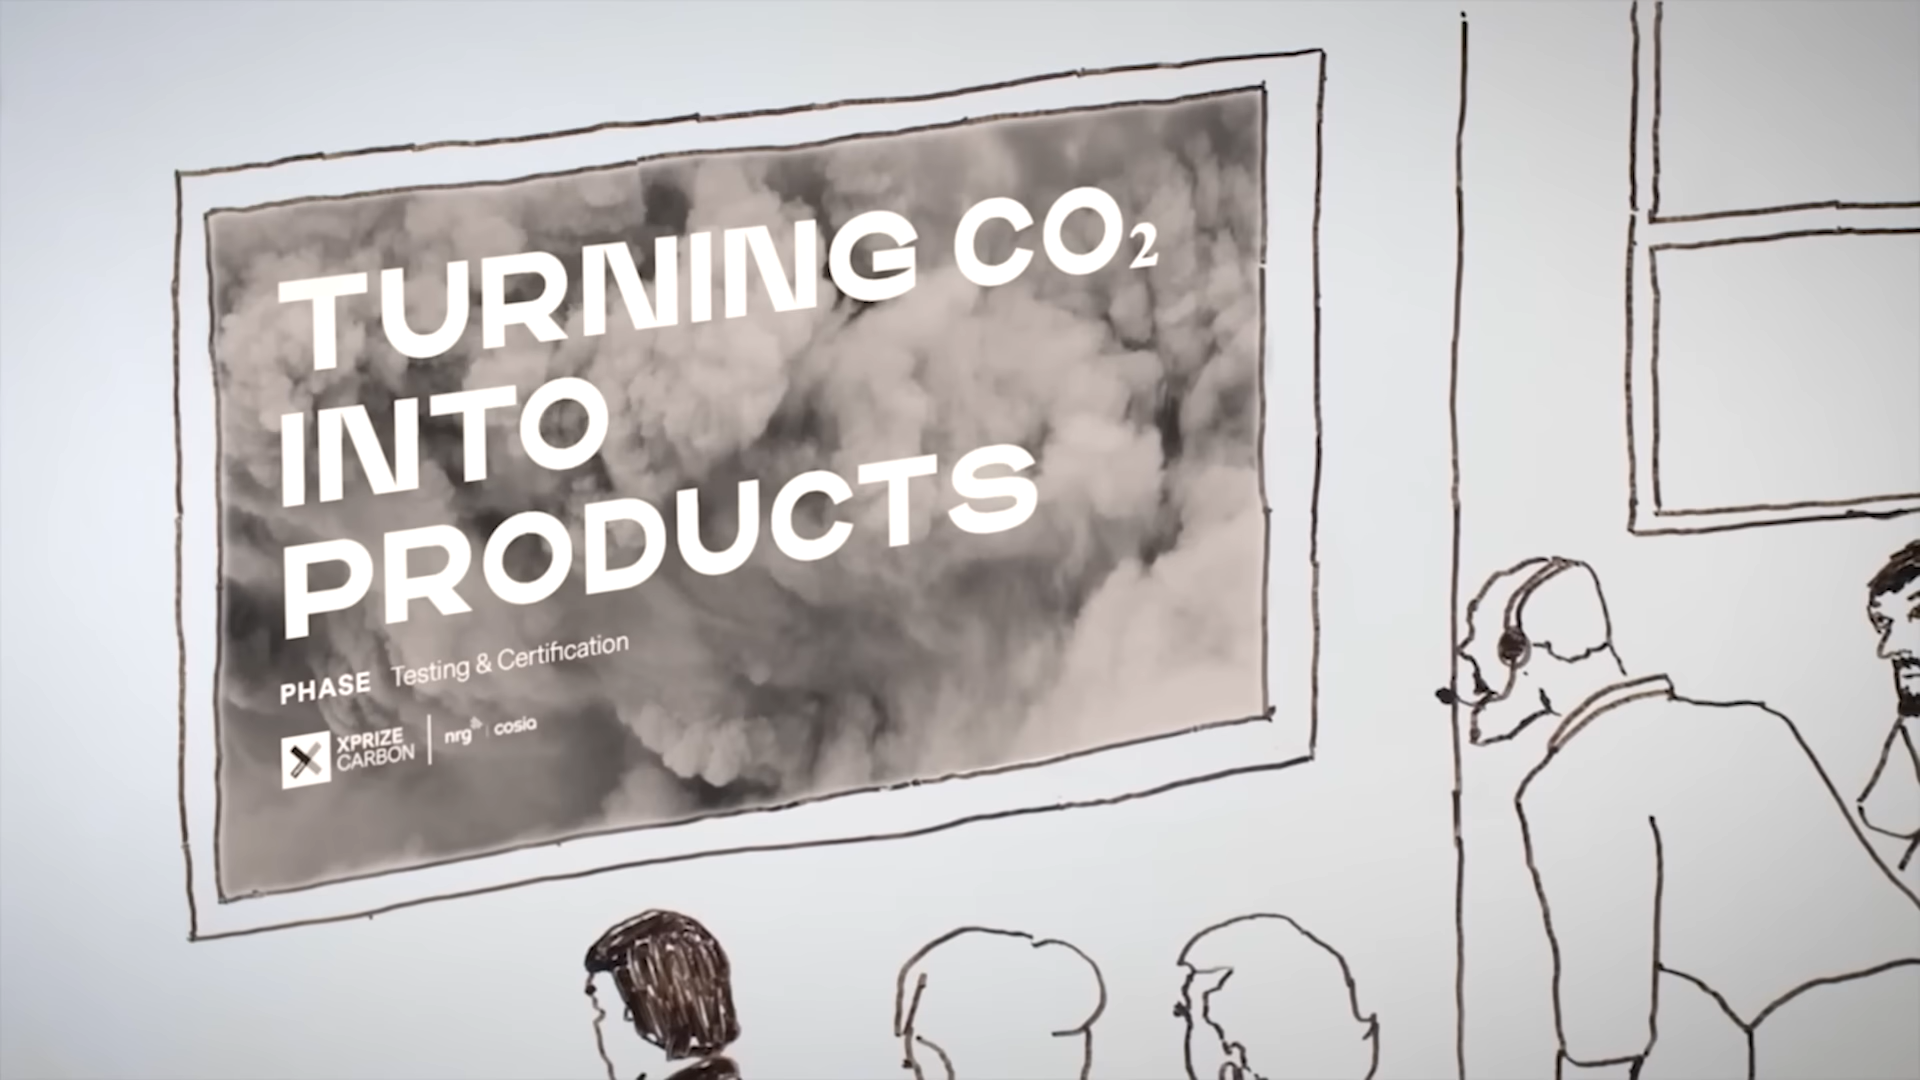 TURNING CO₂
INTO
PRODUCTS
PHASE Testing & Certification
XPRIZE
CARBON
nrg | cosia